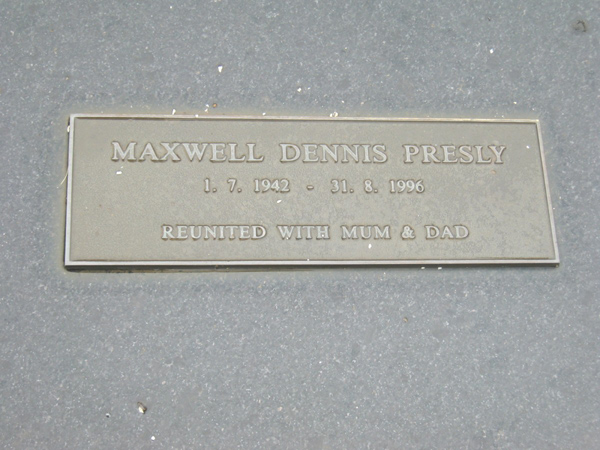 MAXWELL DENNIS PRESLY
1. 7. 1942 - 31. 8. 1996
REUNITED WITH MUM & DAD